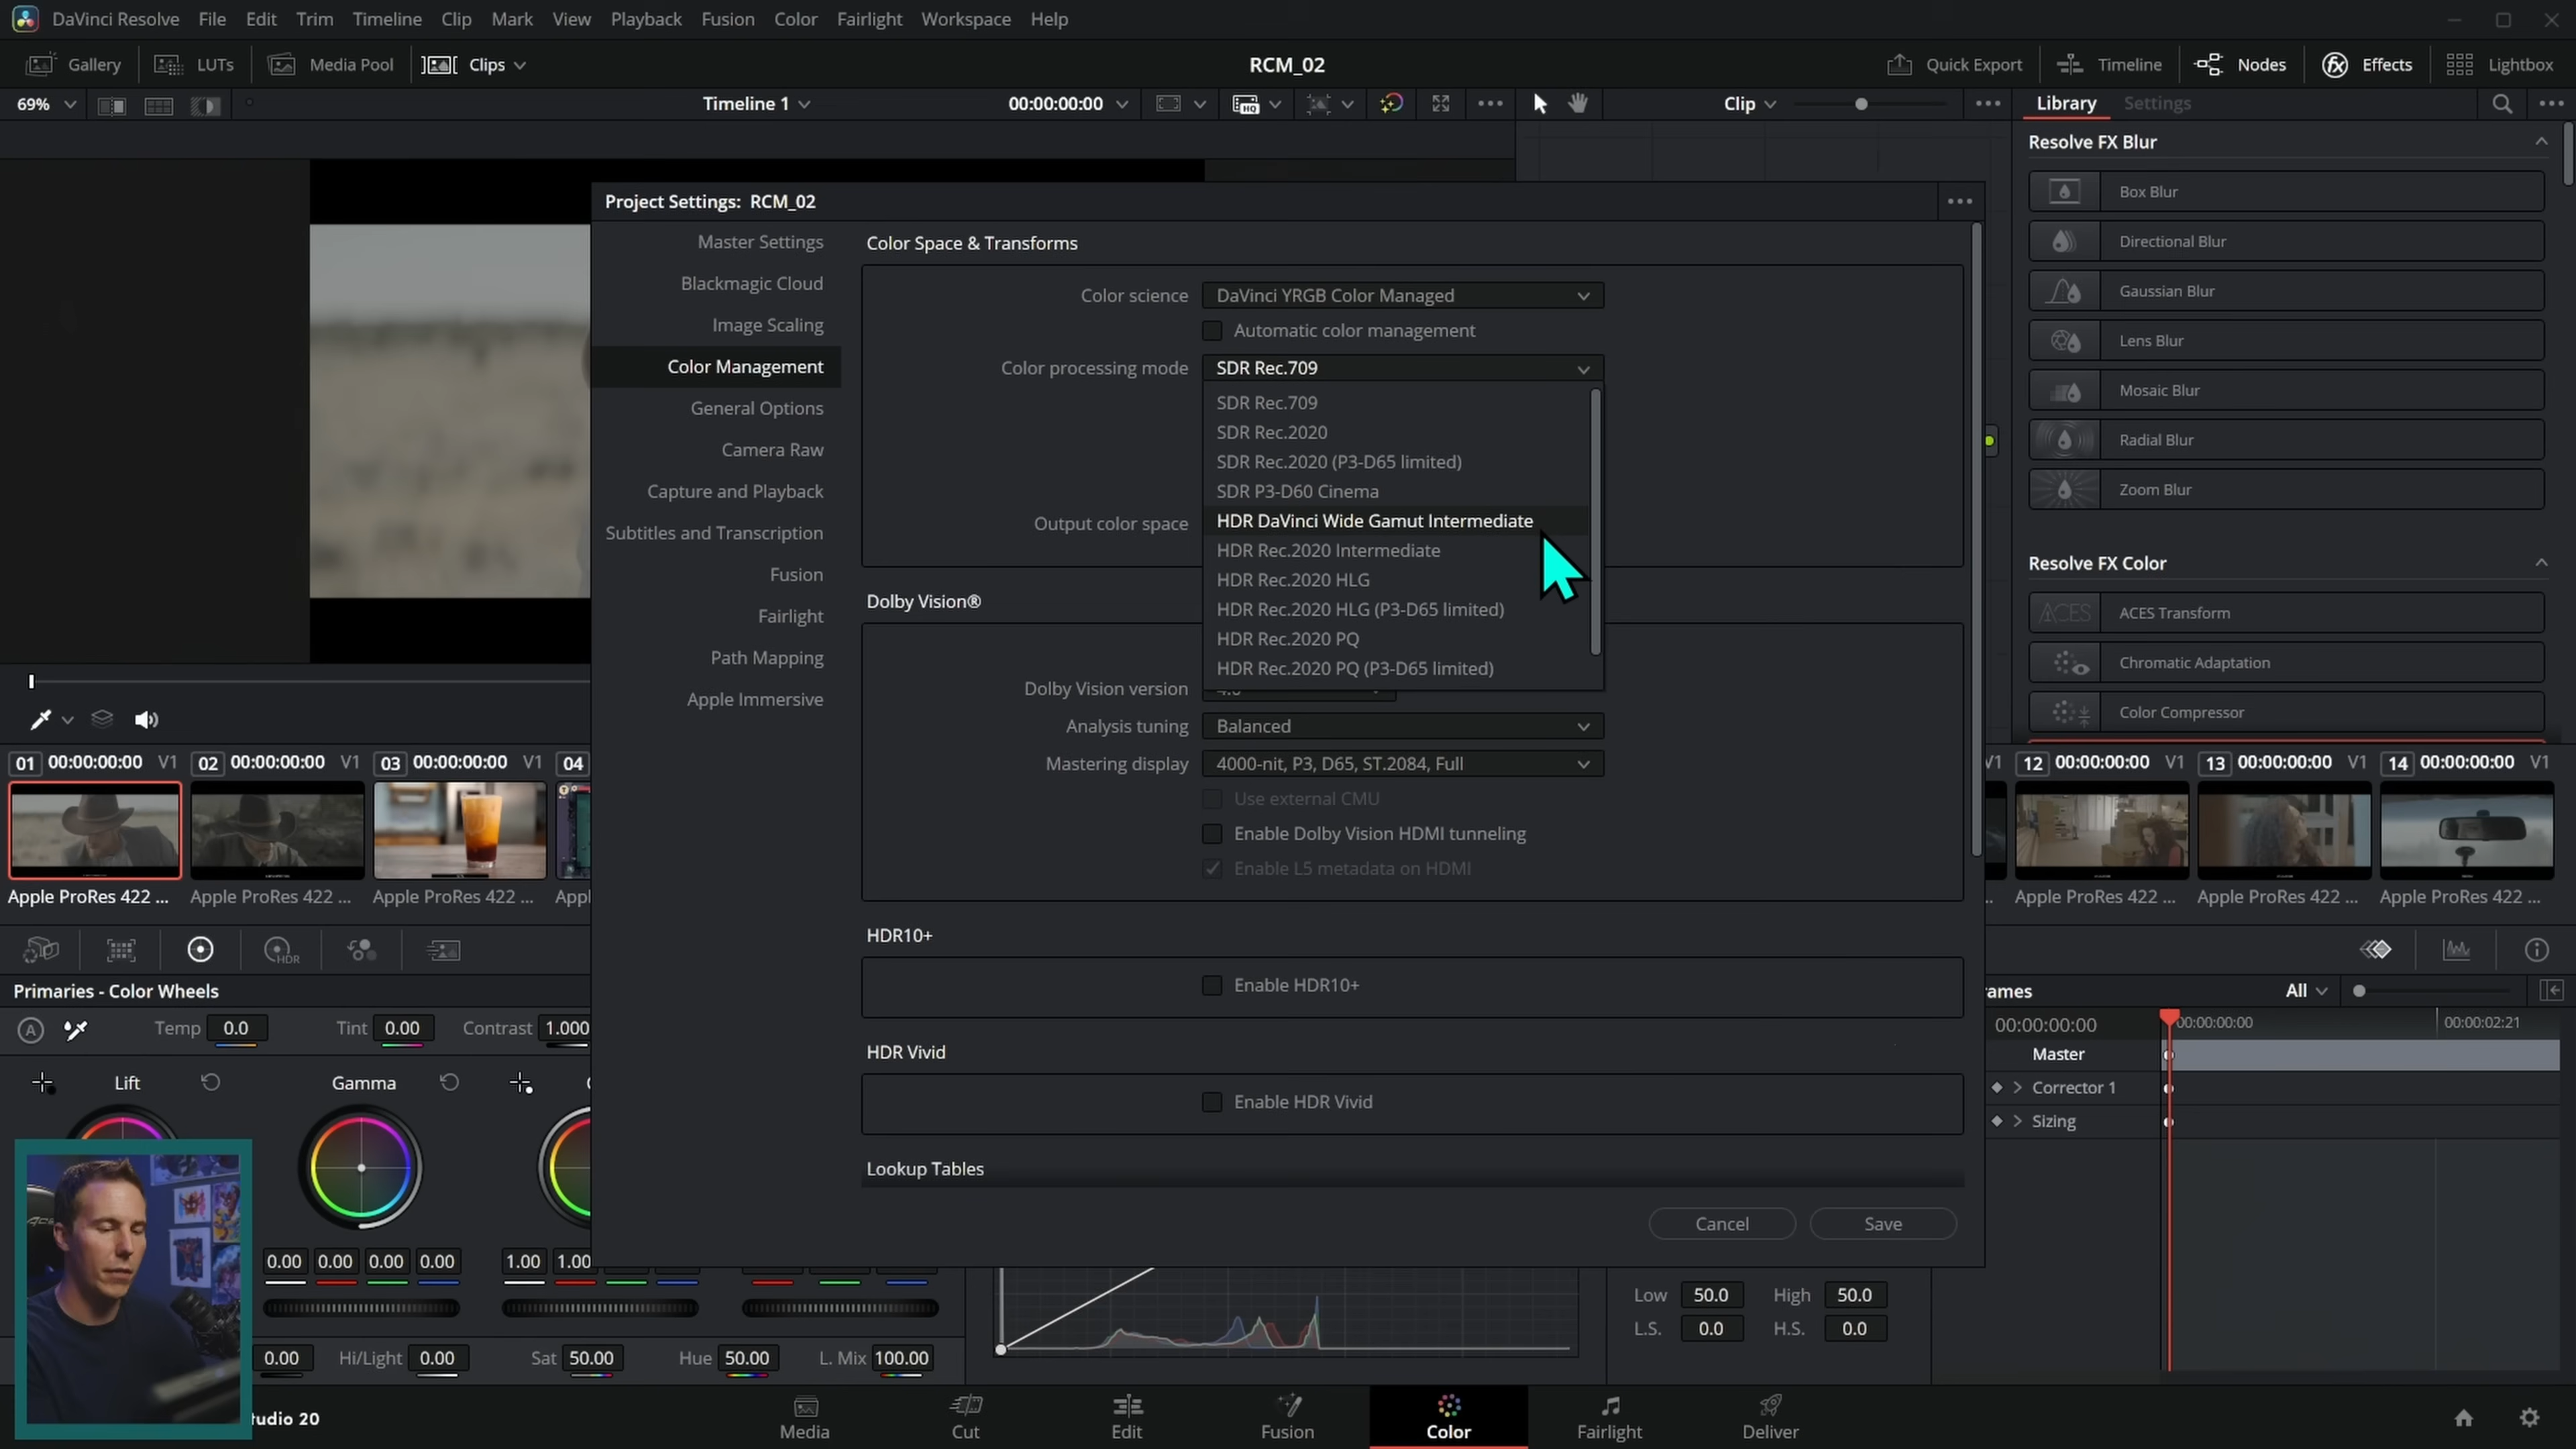 DaVinci Resolve File Edit Trim Timeline Clip Mark View Playback Fusion Color Fairlight Workspace Help
Gallery LUTs Media Pool Clips RCM_02 Quick Export Timeline Nodes Effects Lightbox
69% Timeline 1 00:00:00:00 Clip Library Settings
Resolve FX Blur
Box Blur
Directional Blur
Gaussian Blur
Lens Blur
Mosaic Blur
Radial Blur
Zoom Blur
Resolve FX Color
ACES ACES Transform
Chromatic Adaptation
Color Compressor
Project Settings: RCM_02
Master Settings
Blackmagic Cloud
Image Scaling
Color Management
General Options
Camera Raw
Capture and Playback
Subtitles and Transcription
Fusion
Fairlight
Path Mapping
Apple Immersive
Color Space & Transforms
Color science DaVinci YRGB Color Managed
Automatic color management
Color processing mode SDR Rec.709
SDR Rec.709
SDR Rec.2020
SDR Rec.2020 (P3-D65 limited)
SDR P3-D60 Cinema
Output color space HDR DaVinci Wide Gamut Intermediate
HDR Rec.2020 Intermediate
HDR Rec.2020 HLG
HDR Rec.2020 HLG (P3-D65 limited)
HDR Rec.2020 PQ
HDR Rec.2020 PQ (P3-D65 limited)
Dolby Vision®
Dolby Vision version
Analysis tuning Balanced
Mastering display 4000-nit, P3, D65, ST.2084, Full
Use external CMU
Enable Dolby Vision HDMI tunneling
Enable L5 metadata on HDMI
HDR10+
Enable HDR10+
HDR Vivid
Enable HDR Vivid
Lookup Tables
Cancel Save
01 00:00:00:00 V1 02 00:00:00:00 V1 03 00:00:00:00 V1 04 V1 12 00:00:00:00 V1 13 00:00:00:00 V1 14 00:00:00:00 V1
Apple ProRes 422 ... Apple ProRes 422 ... Apple ProRes 422 ... Appl ... Apple ProRes 422 ... Apple ProRes 422 ... Apple ProRes 422 ...
HDR
Primaries - Color Wheels
A Temp 0.0 Tint 0.00 Contrast 1.000
Lift Gamma
0.00 0.00 0.00 0.00 1.00 1.00
0.00 Hi/Light 0.00 Sat 50.00 Hue 50.00 L. Mix 100.00
Low 50.0 High 50.0
L.S. 0.0 H.S. 0.0
rames All
00:00:00:00 00:00:00:00 00:00:02:21
Master
Corrector 1
Sizing
tudio 20
Media Cut Edit Fusion Color Fairlight Deliver